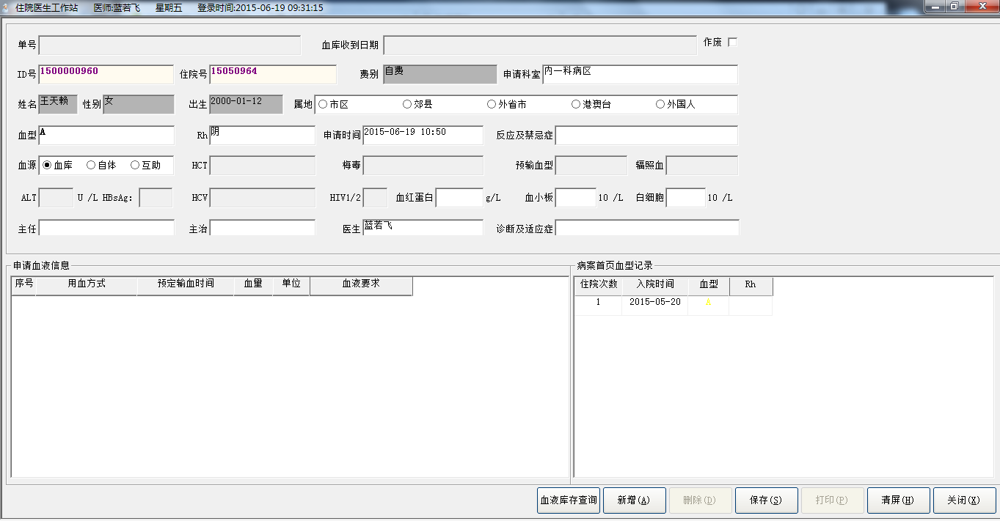 住院医生工作站 医师:蓝若飞 星期五 登录时间:2015-06-19 09:31:15
单号 血库收到日期 作废
ID号 1500000960 住院号 15050964 费别 自费 申请科室 内一科病区
姓名 王天赖 性别 女 出生 2000-01-12 属地 市区 郊县 外省市 港澳台 外国人
血型 A Rh 阴 申请时间 2015-06-19 10:50 反应及禁忌症
血源 血库 自体 互助 HCT 梅毒 预输血型 辐照血
ALT U /L HBsAg: HCV HIV1/2 血红蛋白 g/L 血小板 10 /L 白细胞 10 /L
主任 主治 医生 蓝若飞 诊断及适应症
申请血液信息
序号 用血方式 预定输血时间 血量 单位 血液要求
病案首页血型记录
住院次数 入院时间 血型 Rh
1 2015-05-20 A
血液库存查询 新增(A) 删除(D) 保存(S) 打印(P) 清屏(H) 关闭(X)